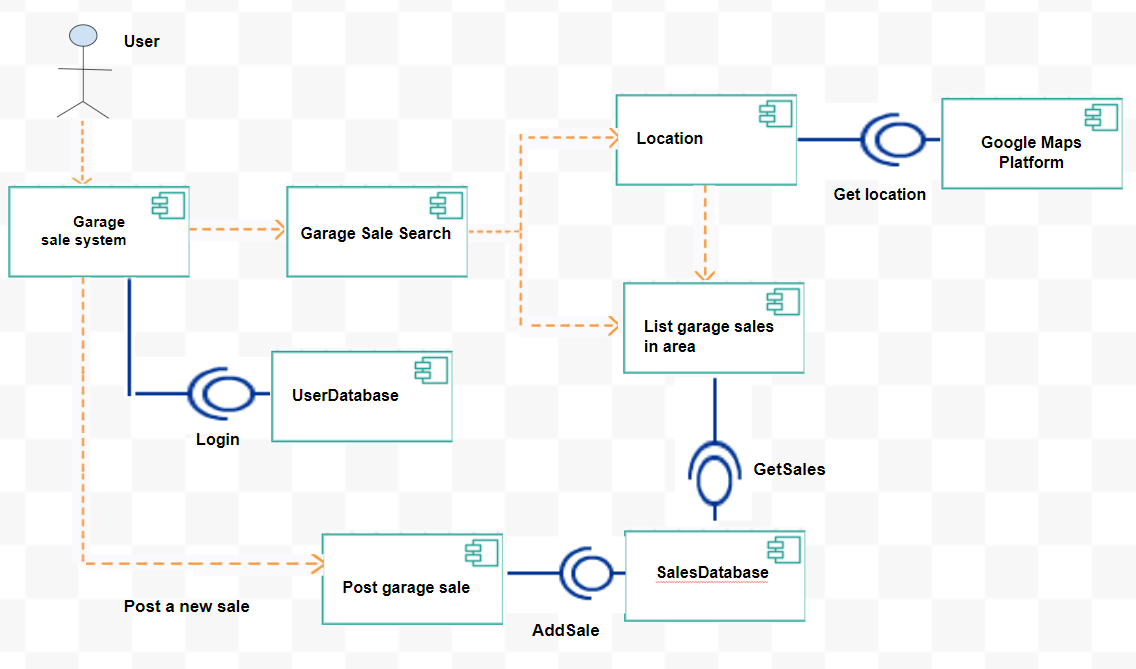 User
Location
Google Maps
Platform
Get location
Garage
sale system
Garage Sale Search
List garage sales
in area
UserDatabase
Login
GetSales
SalesDatabase
Post garage sale
Post a new sale
AddSale